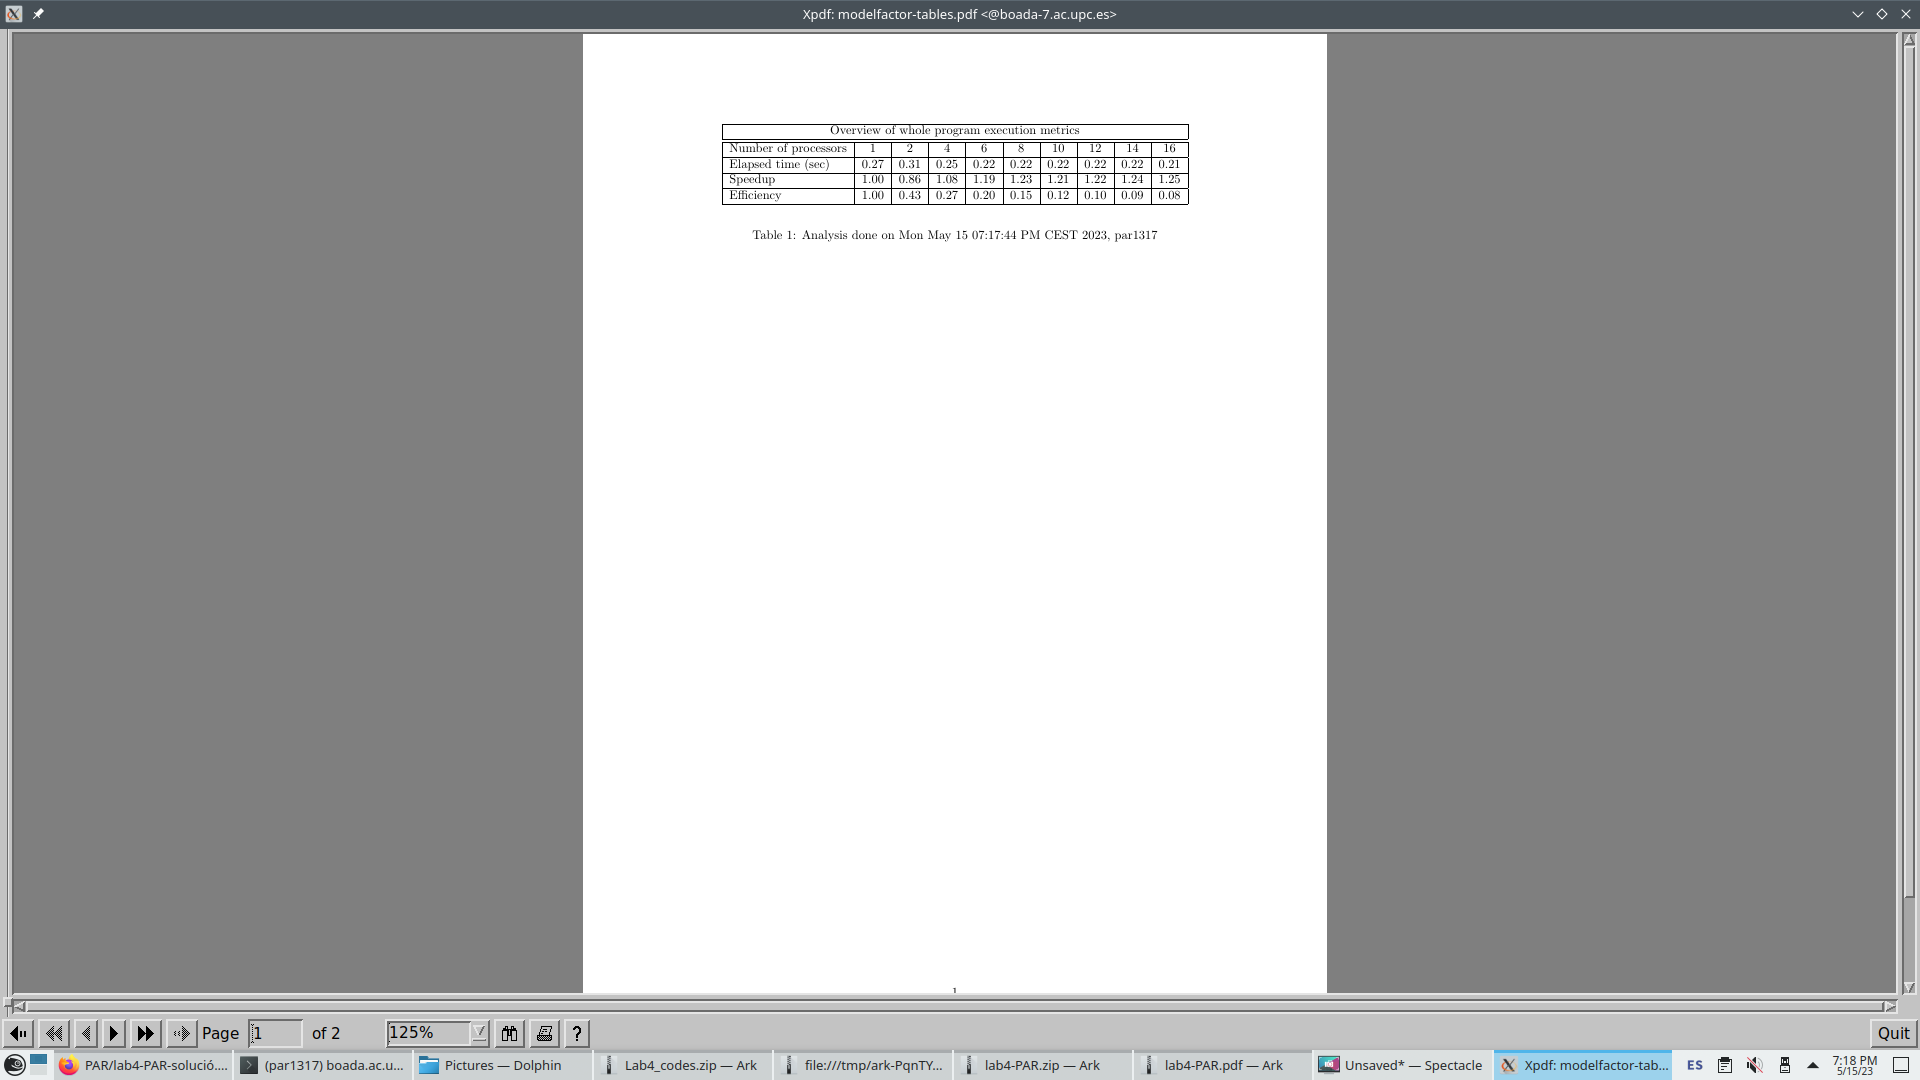 Xpdf: modelfactor-tables.pdf <@boada-7.ac.upc.es>
Overview of whole program execution metrics
Number of processors 1 2 4 6 8 10 12 14 16
Elapsed time (sec) 0.27 0.31 0.25 0.22 0.22 0.22 0.22 0.22 0.21
Speedup 1.00 0.86 1.08 1.19 1.23 1.21 1.22 1.24 1.25
Efficiency 1.00 0.43 0.27 0.20 0.15 0.12 0.10 0.09 0.08
Table 1: Analysis done on Mon May 15 07:17:44 PM CEST 2023, par1317
1
Page 1 of 2 125% ? Quit
PAR/lab4-PAR-solució.... (par1317) boada.ac.u... Pictures — Dolphin Lab4_codes.zip — Ark file:///tmp/ark-PqnTY... lab4-PAR.zip — Ark lab4-PAR.pdf — Ark Unsaved* — Spectacle Xpdf: modelfactor-tab... ES 7:18 PM
5/15/23